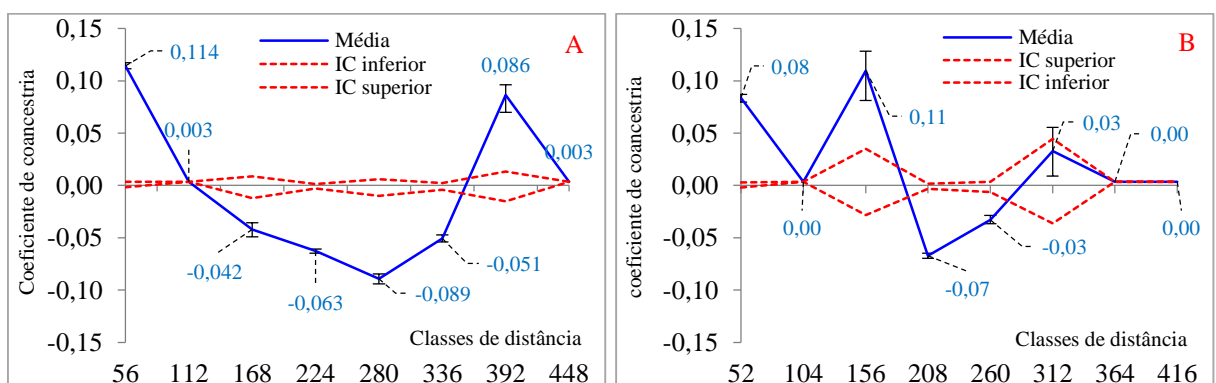 Coeficiente de coancestria
0,15
0,10
0,05
0,00
-0,05
-0,10
-0,15
Média
IC inferior
IC superior
A
0,114
0,003
-0,042
-0,063
-0,089
-0,051
0,086
0,003
Classes de distância
56 112 168 224 280 336 392 448
coeficiente de coancestria
0,15
0,10
0,05
0,00
-0,05
-0,10
-0,15
Média
IC superior
IC inferior
B
0,08
0,00
0,11
-0,07
-0,03
0,03
0,00
0,00
Classes de distância
52 104 156 208 260 312 364 416